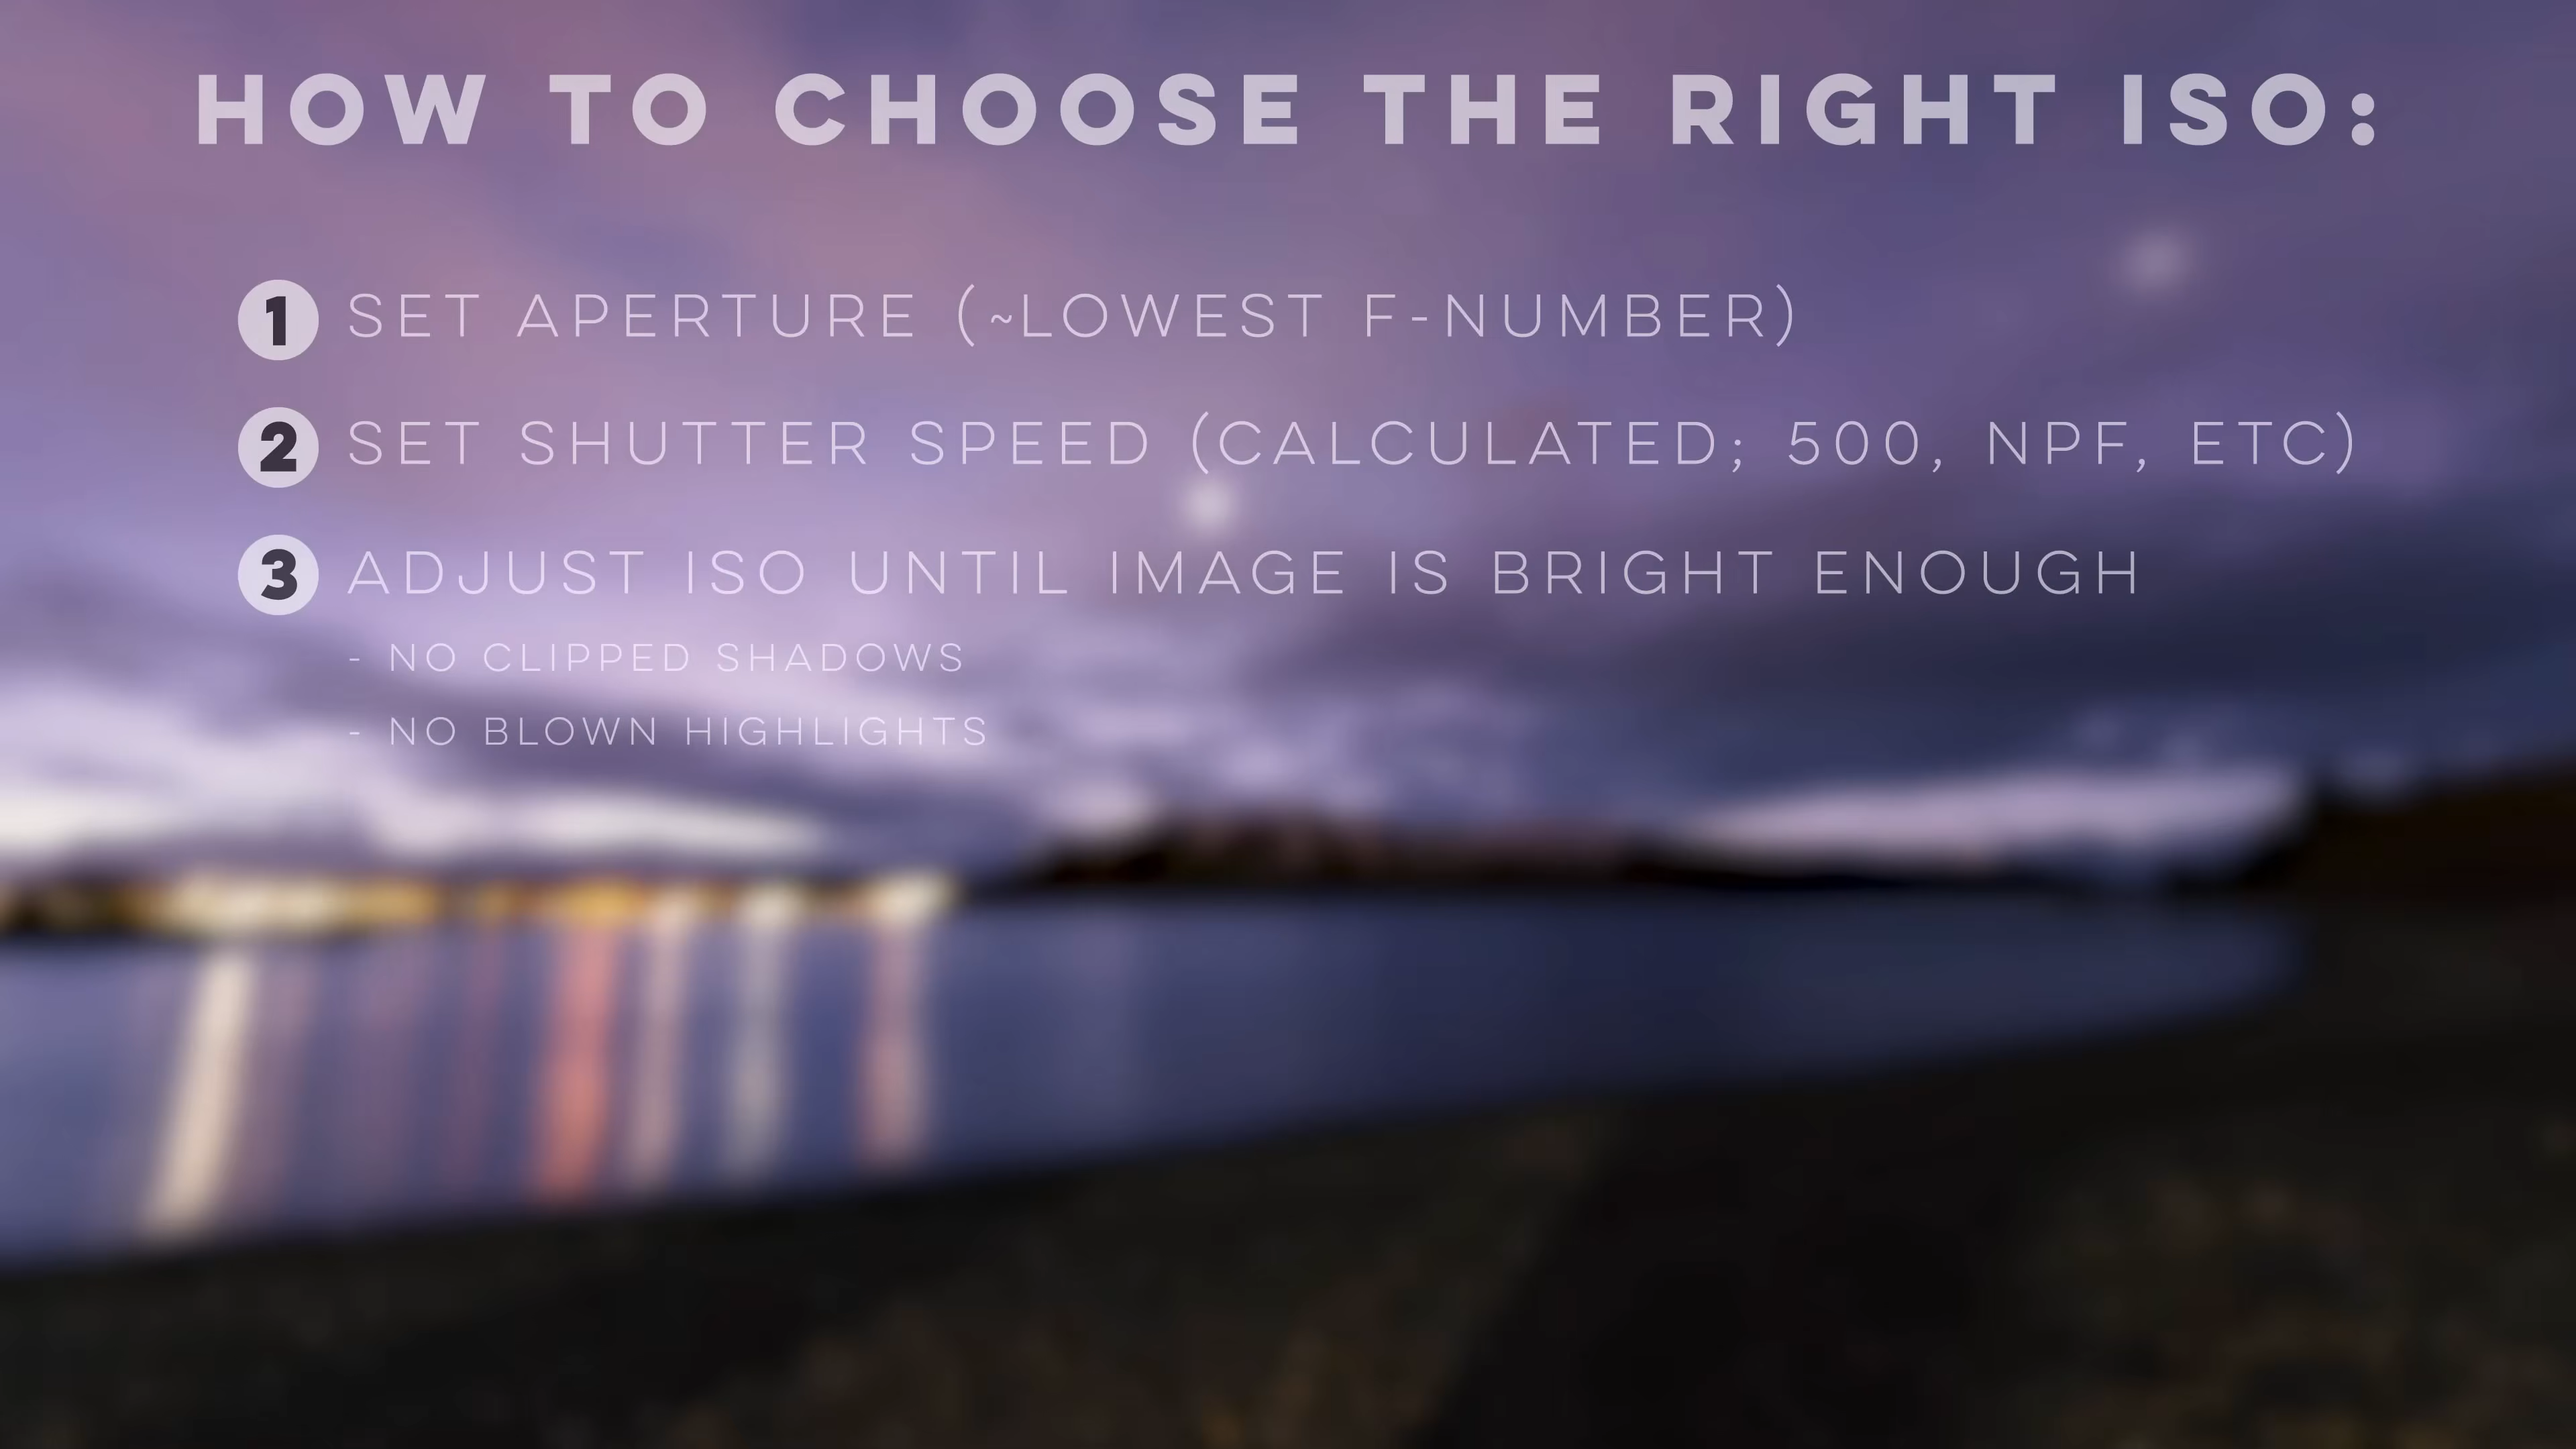 HOW TO CHOOSE THE RIGHT ISO:
1 SET APERTURE (~LOWEST F-NUMBER)
2 SET SHUTTER SPEED (CALCULATED; 500, NPF, ETC)
3 ADJUST ISO UNTIL IMAGE IS BRIGHT ENOUGH
- NO CLIPPED SHADOWS
- NO BLOWN HIGHLIGHTS